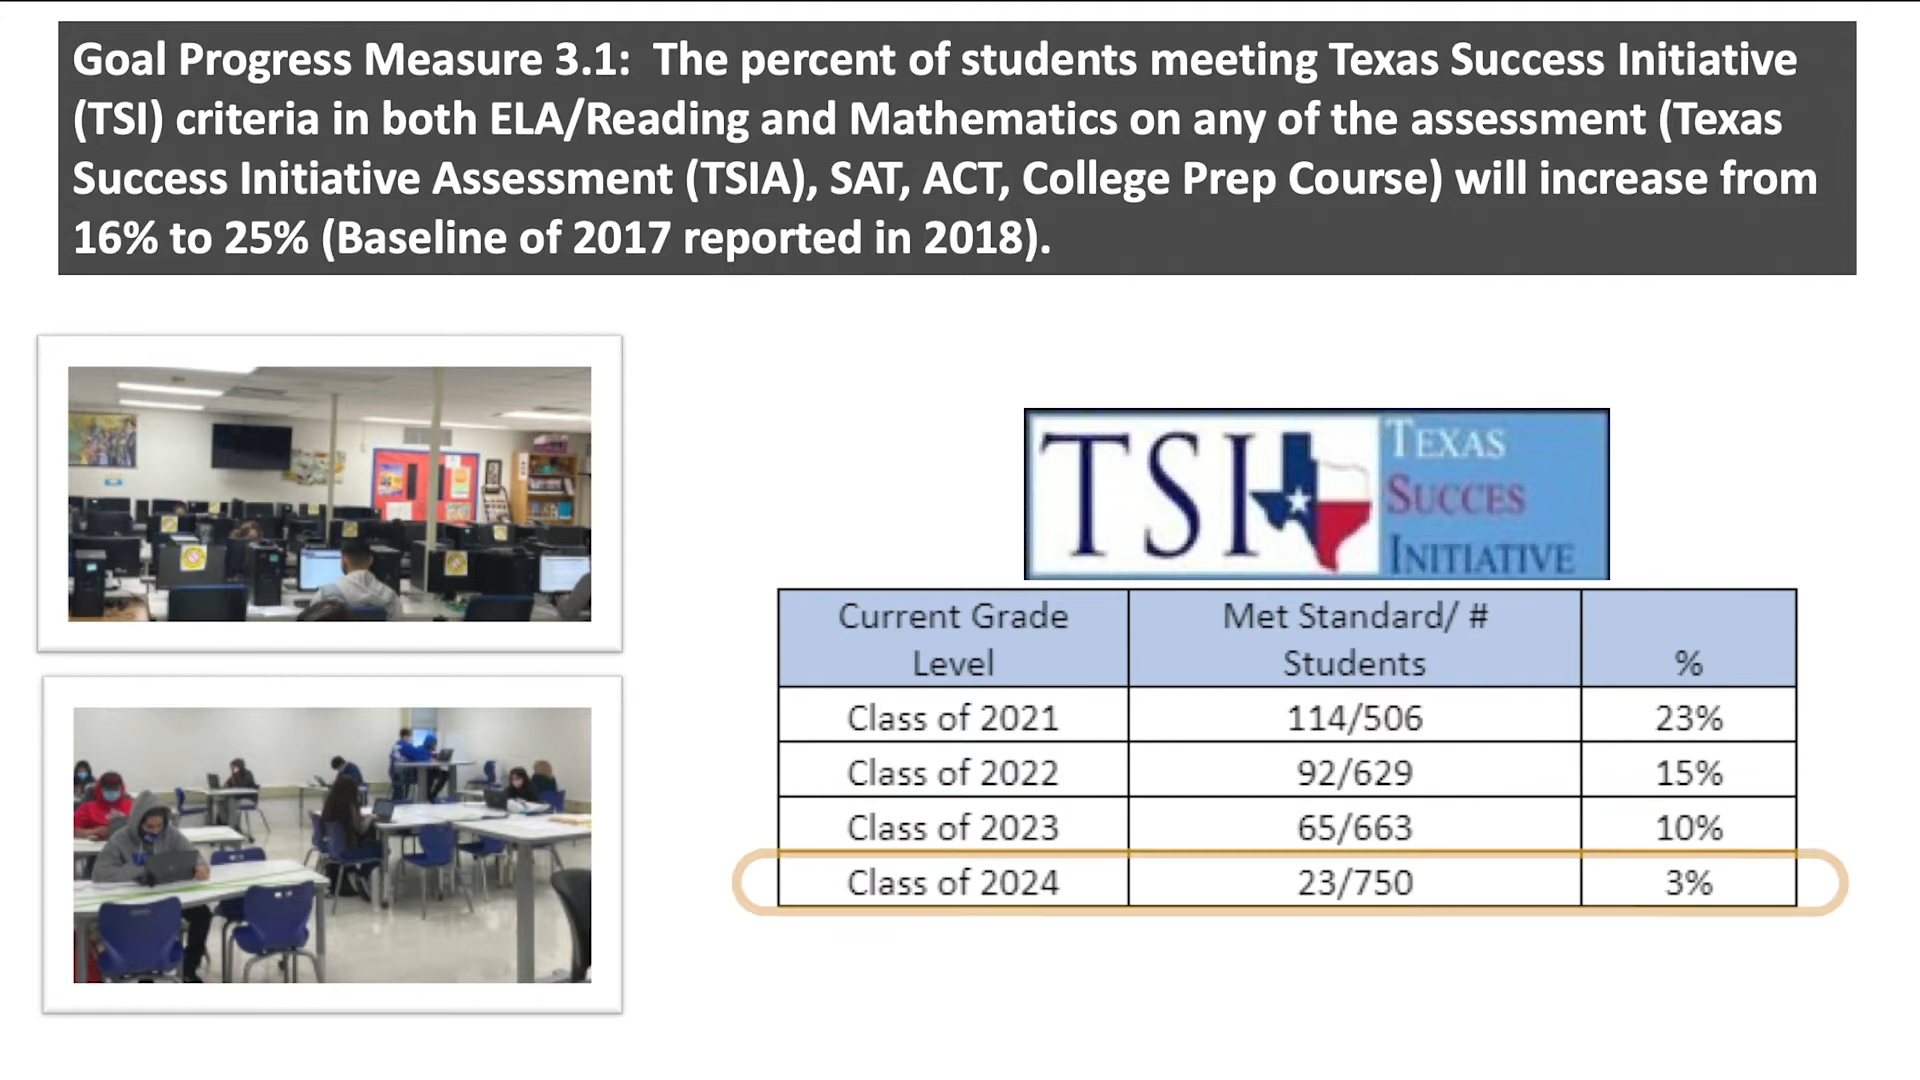 Goal Progress Measure 3.1: The percent of students meeting Texas Success Initiative
(TSI) criteria in both ELA/Reading and Mathematics on any of the assessment (Texas
Success Initiative Assessment (TSIA), SAT, ACT, College Prep Course) will increase from
16% to 25% (Baseline of 2017 reported in 2018).
TSI
TEXAS
SUCCES
INITIATIVE
Current Grade Level
Met Standard/ # Students
%
Class of 2021 114/506 23%
Class of 2022 92/629 15%
Class of 2023 65/663 10%
Class of 2024 23/750 3%